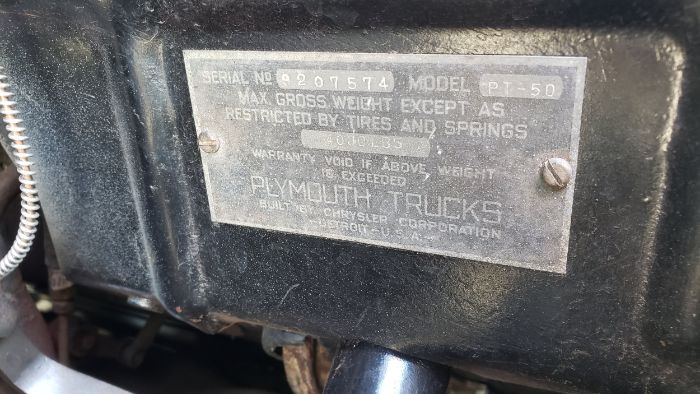 SERIAL Nº 9207574 MODEL PT-50
MAX. GROSS WEIGHT EXCEPT AS
RESTRICTED BY TIRES AND SPRINGS
WARRANTY VOID IF ABOVE WEIGHT
IS EXCEEDED
PLYMOUTH TRUCKS
BUILT BY CHRYSLER CORPORATION
DETROIT - U.S.A.